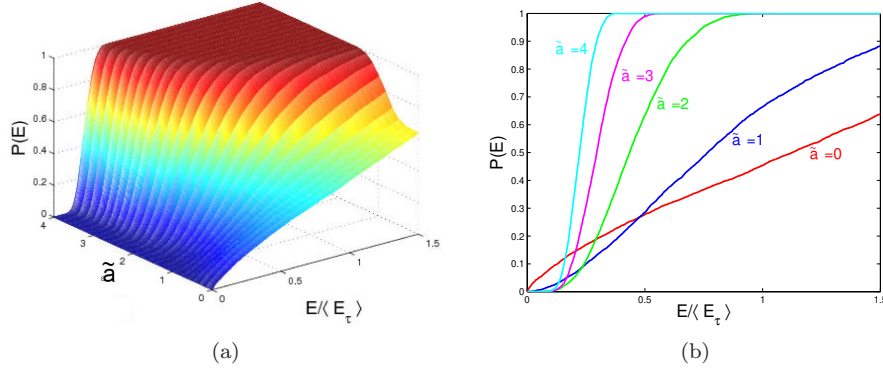 1
0.8
0.6
0.4
0.2
0
P(E)
4
3
2
1
0
ã
0
0.5
1
1.5
E/⟨ E_τ ⟩
(a)
1
0.9
0.8
0.7
0.6
0.5
0.4
0.3
0.2
0.1
0
P(E)
ã =4
ã =3
ã =2
ã =1
ã =0
0
0.5
1
1.5
E/⟨ E_τ ⟩
(b)